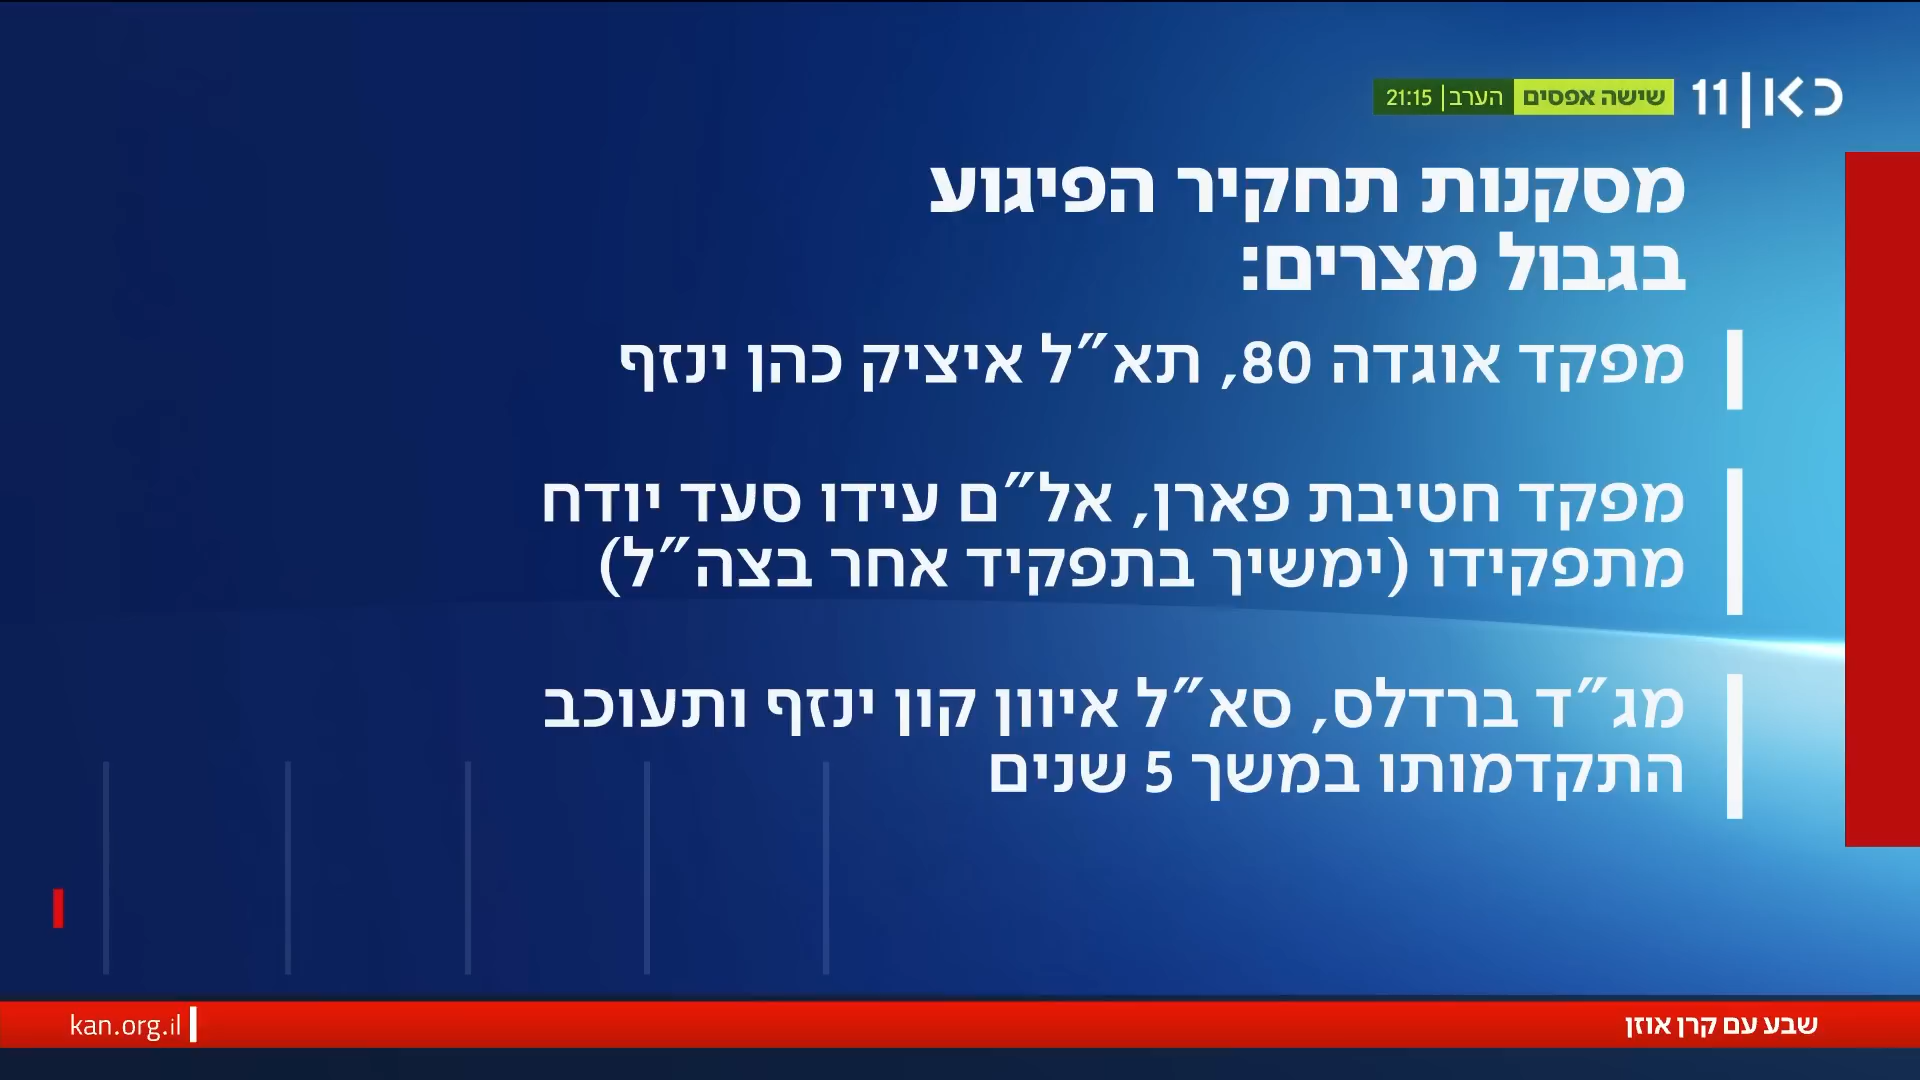 כאן 11
שישה אפסים הערב | 21:15
מסקנות תחקיר הפיגוע
בגבול מצרים:
מפקד אוגדה 80, תא״ל איציק כהן ינזף
מפקד חטיבת פארן, אל״ם עידו סעד יודח
מתפקידו (ימשיך בתפקיד אחר בצה״ל)
מג״ד ברדלס, סא״ל איוון קון ינזף ותעוכב
התקדמותו במשך 5 שנים
שבע עם קרן אוזן
kan.org.il